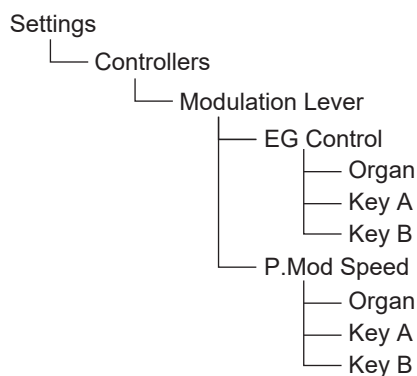 Settings
Controllers
Modulation Lever
EG Control
Organ
Key A
Key B
P.Mod Speed
Organ
Key A
Key B